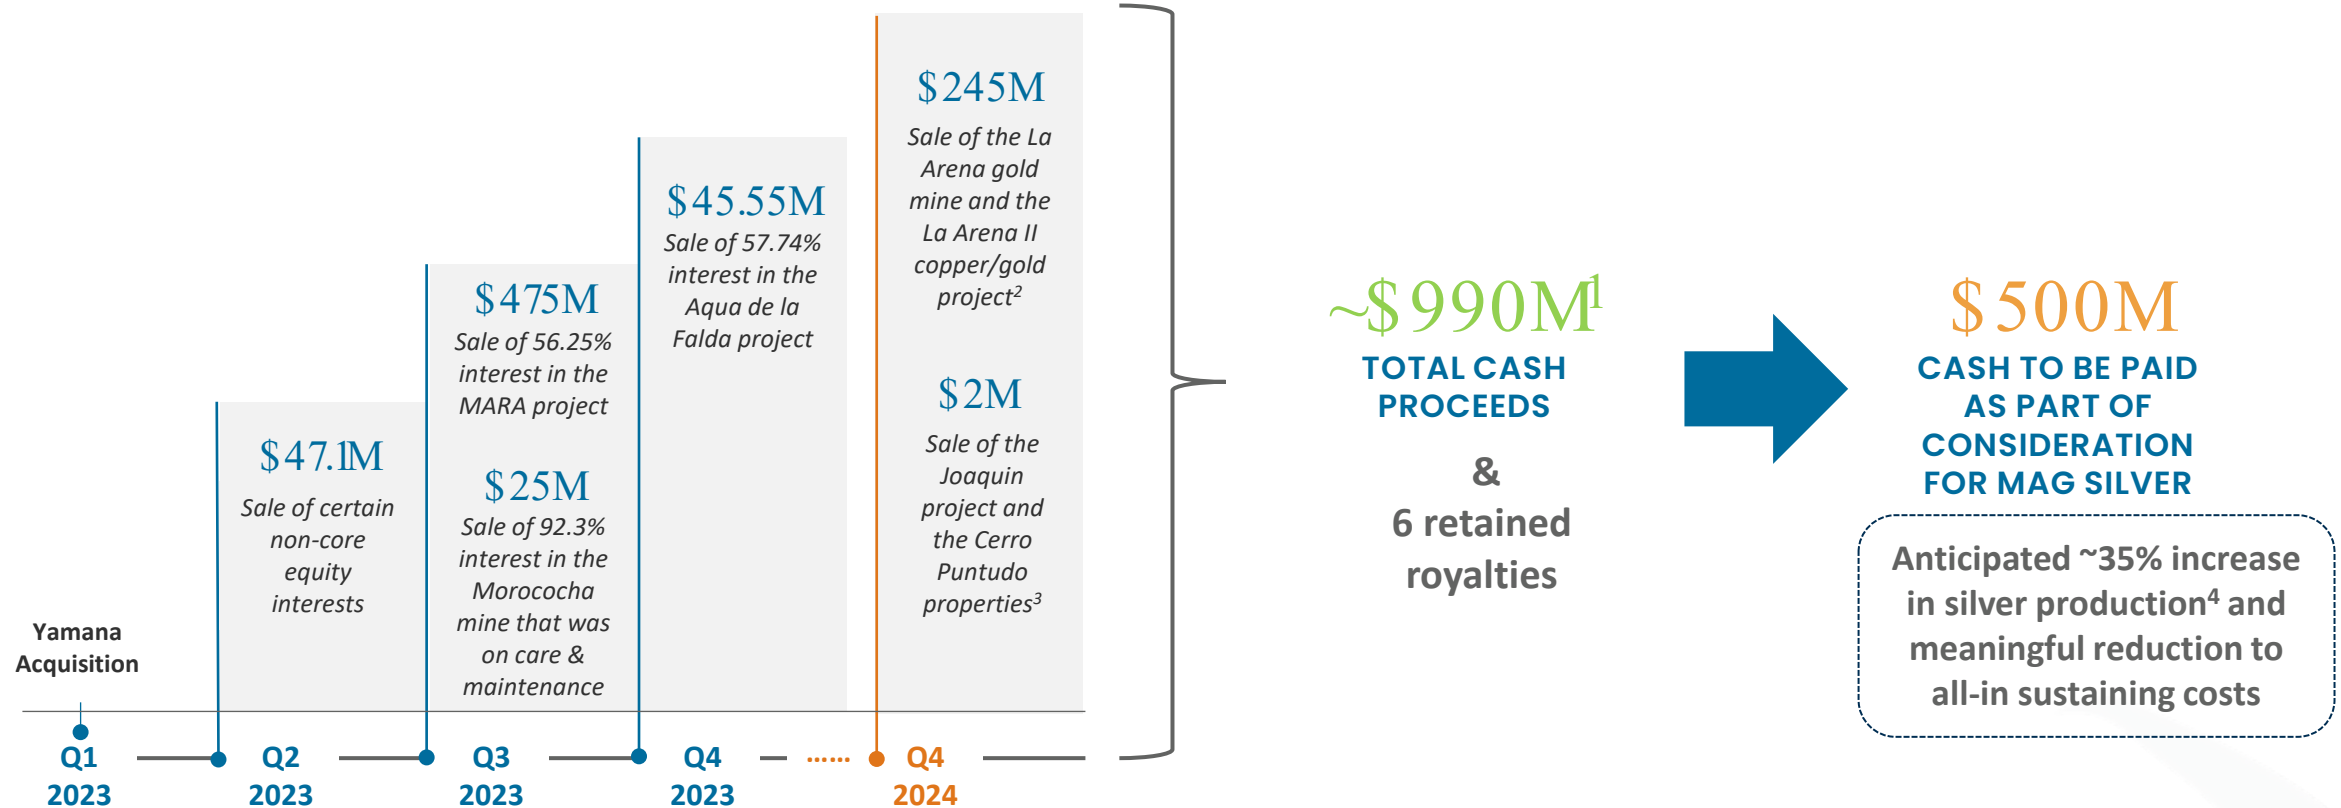 Yamana
Acquisition
$47.1M
Sale of certain
non-core
equity
interests
$475M
Sale of 56.25%
interest in the
MARA project
$25M
Sale of 92.3%
interest in the
Morococha
mine that was
on care &
maintenance
$45.55M
Sale of 57.74%
interest in the
Aqua de la
Falda project
$245M
Sale of the La
Arena gold
mine and the
La Arena II
copper/gold
project²
$2M
Sale of the
Joaquin
project and
the Cerro
Puntudo
properties³
Q1
2023
Q2
2023
Q3
2023
Q4
2023
......
Q4
2024
~$990M¹
TOTAL CASH
PROCEEDS
&
6 retained
royalties
$500M
CASH TO BE PAID
AS PART OF
CONSIDERATION
FOR MAG SILVER
Anticipated ~35% increase
in silver production⁴ and
meaningful reduction to
all-in sustaining costs